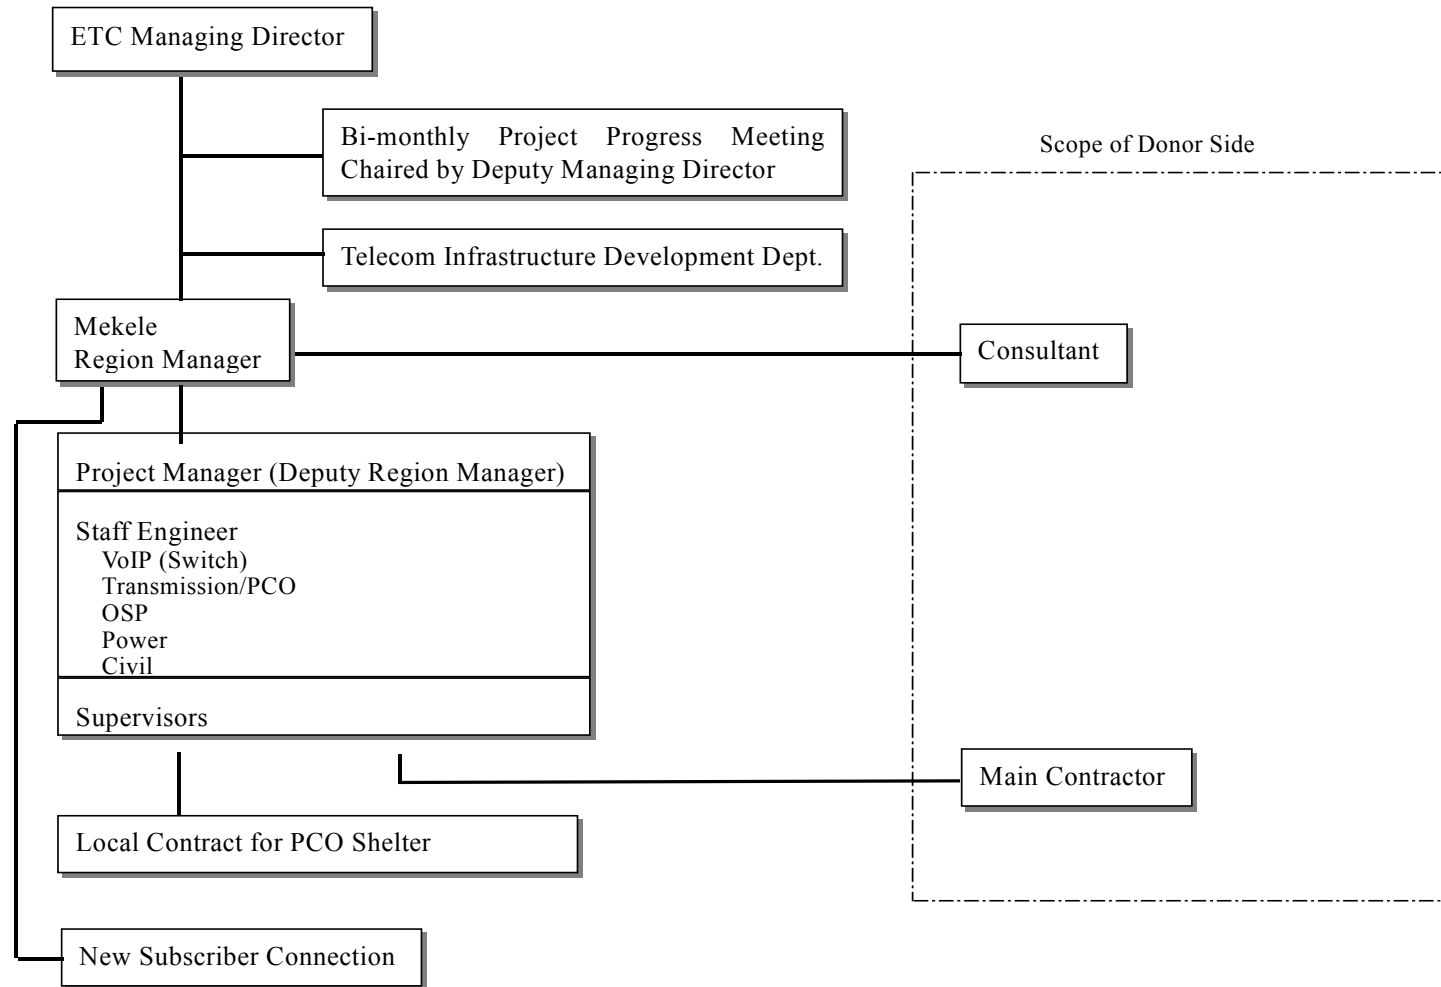 ETC Managing Director
Bi-monthly Project Progress Meeting
Chaired by Deputy Managing Director
Scope of Donor Side
Telecom Infrastructure Development Dept.
Mekele
Region Manager
Consultant
Project Manager (Deputy Region Manager)
Staff Engineer
VoIP (Switch)
Transmission/PCO
OSP
Power
Civil
Supervisors
Main Contractor
Local Contract for PCO Shelter
New Subscriber Connection